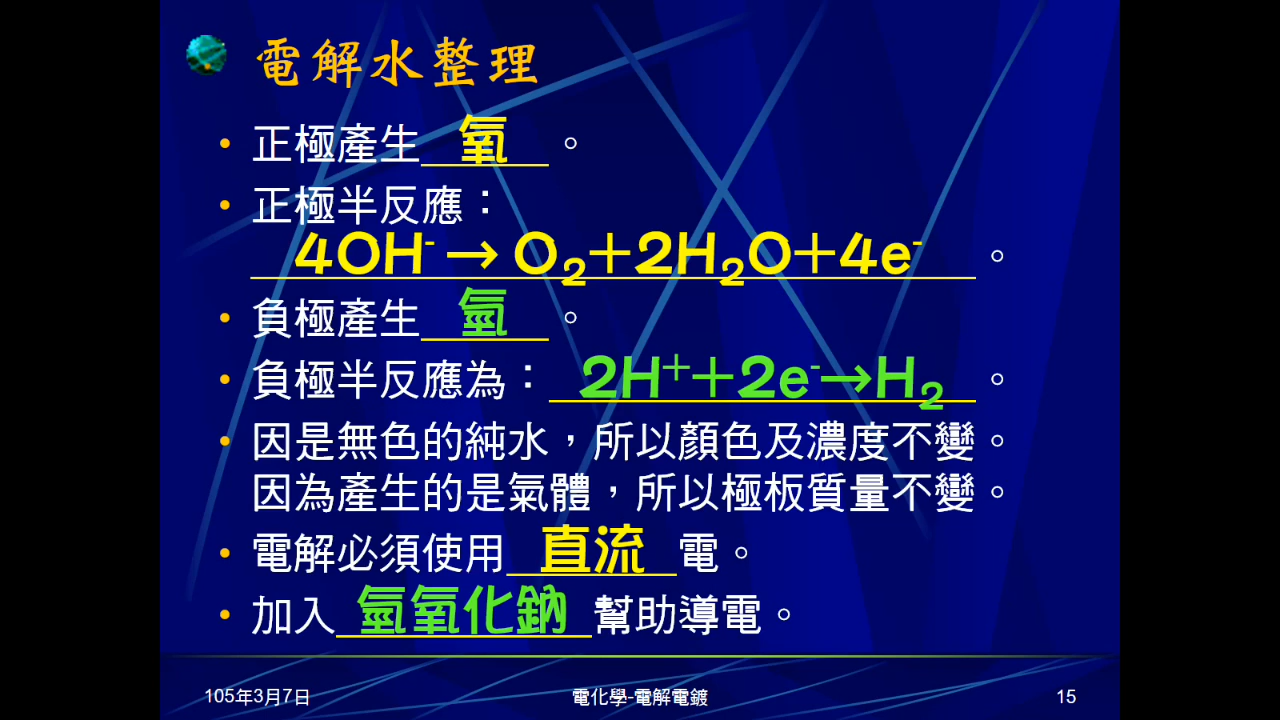 電解水整理
• 正極產生 氧 。
• 正極半反應：
4OH⁻ → O₂＋2H₂O＋4e⁻ 。
• 負極產生 氫 。
• 負極半反應為： 2H⁺＋2e⁻→H₂ 。
• 因是無色的純水，所以顏色及濃度不變。
因為產生的是氣體，所以極板質量不變。
• 電解必須使用 直流 電。
• 加入 氫氧化鈉 幫助導電。
105年3月7日 電化學-電解電鍍 15